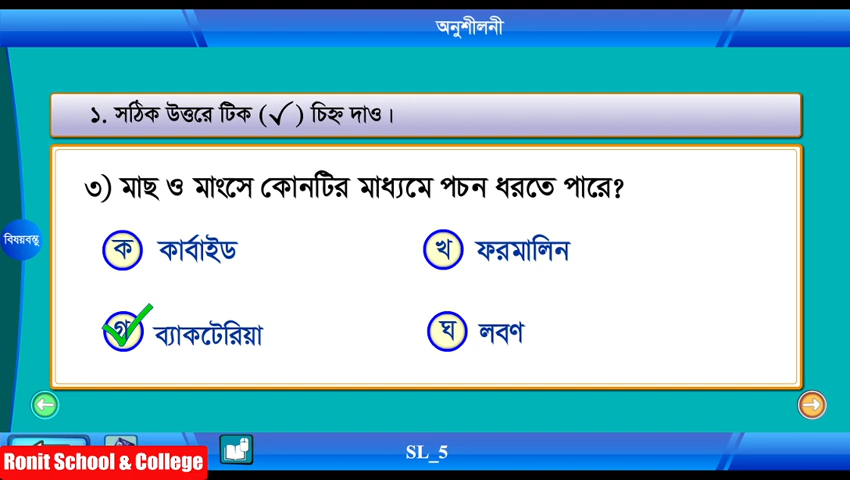 অনুশীলনী
১. সঠিক উত্তরে টিক (✓) চিহ্ন দাও।
৩) মাছ ও মাংসে কোনটির মাধ্যমে পচন ধরতে পারে?
ক কার্বাইড
খ ফরমালিন
বিষয়বস্তু
গ ব্যাকটেরিয়া
ঘ লবণ
SL_5
Ronit School & College